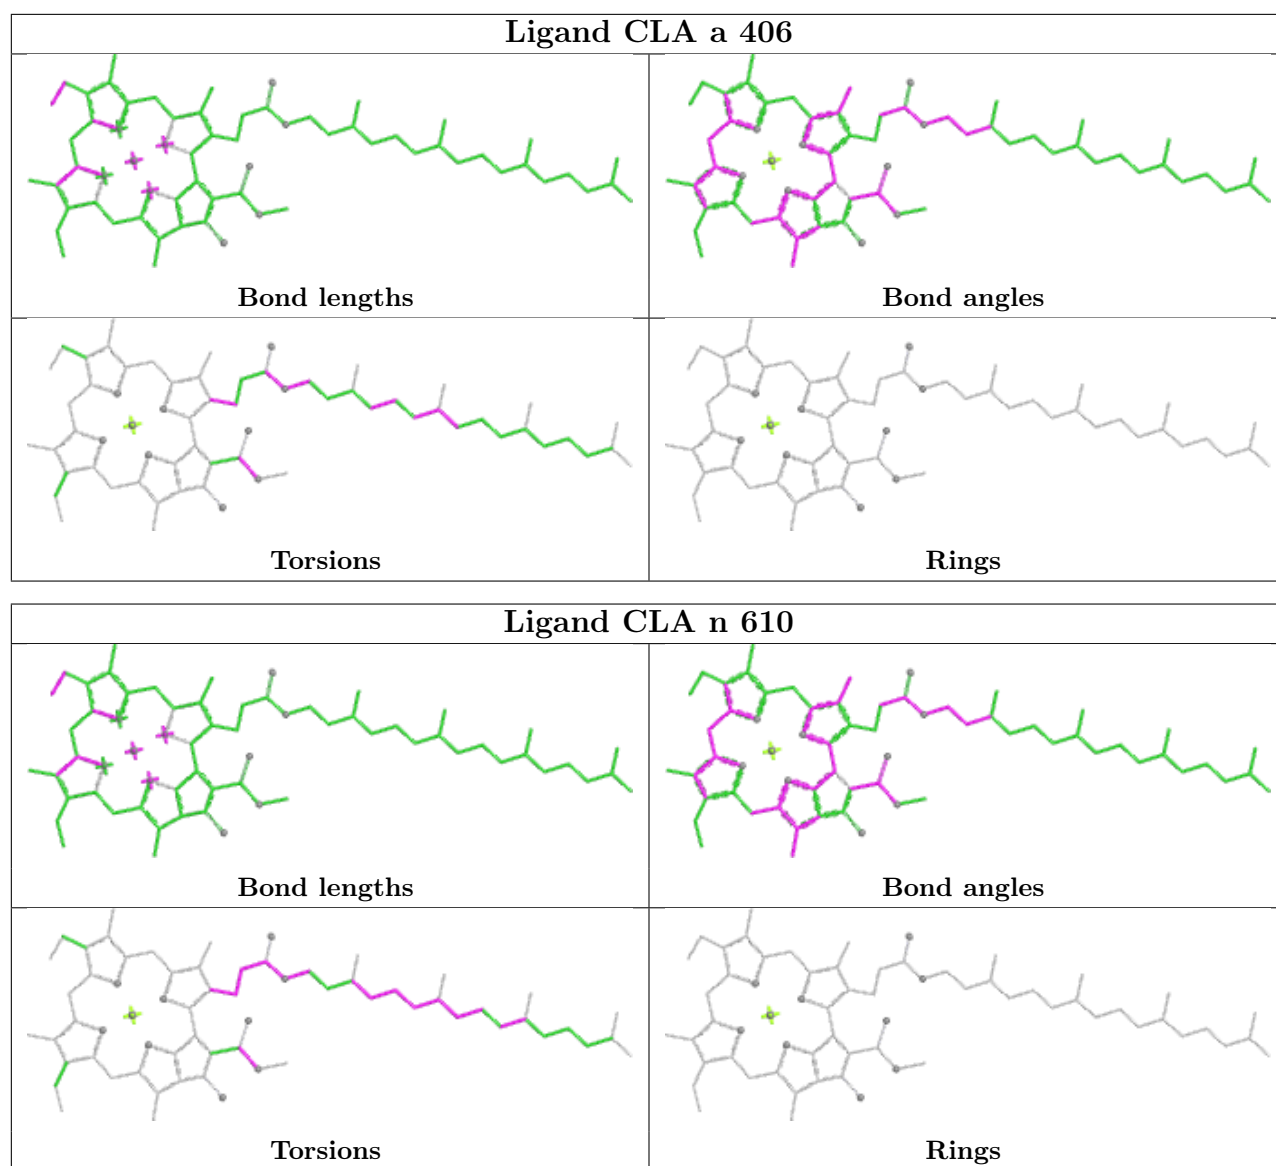 Ligand CLA a 406
Bond lengths
Bond angles
Torsions
Rings
Ligand CLA n 610
Bond lengths
Bond angles
Torsions
Rings